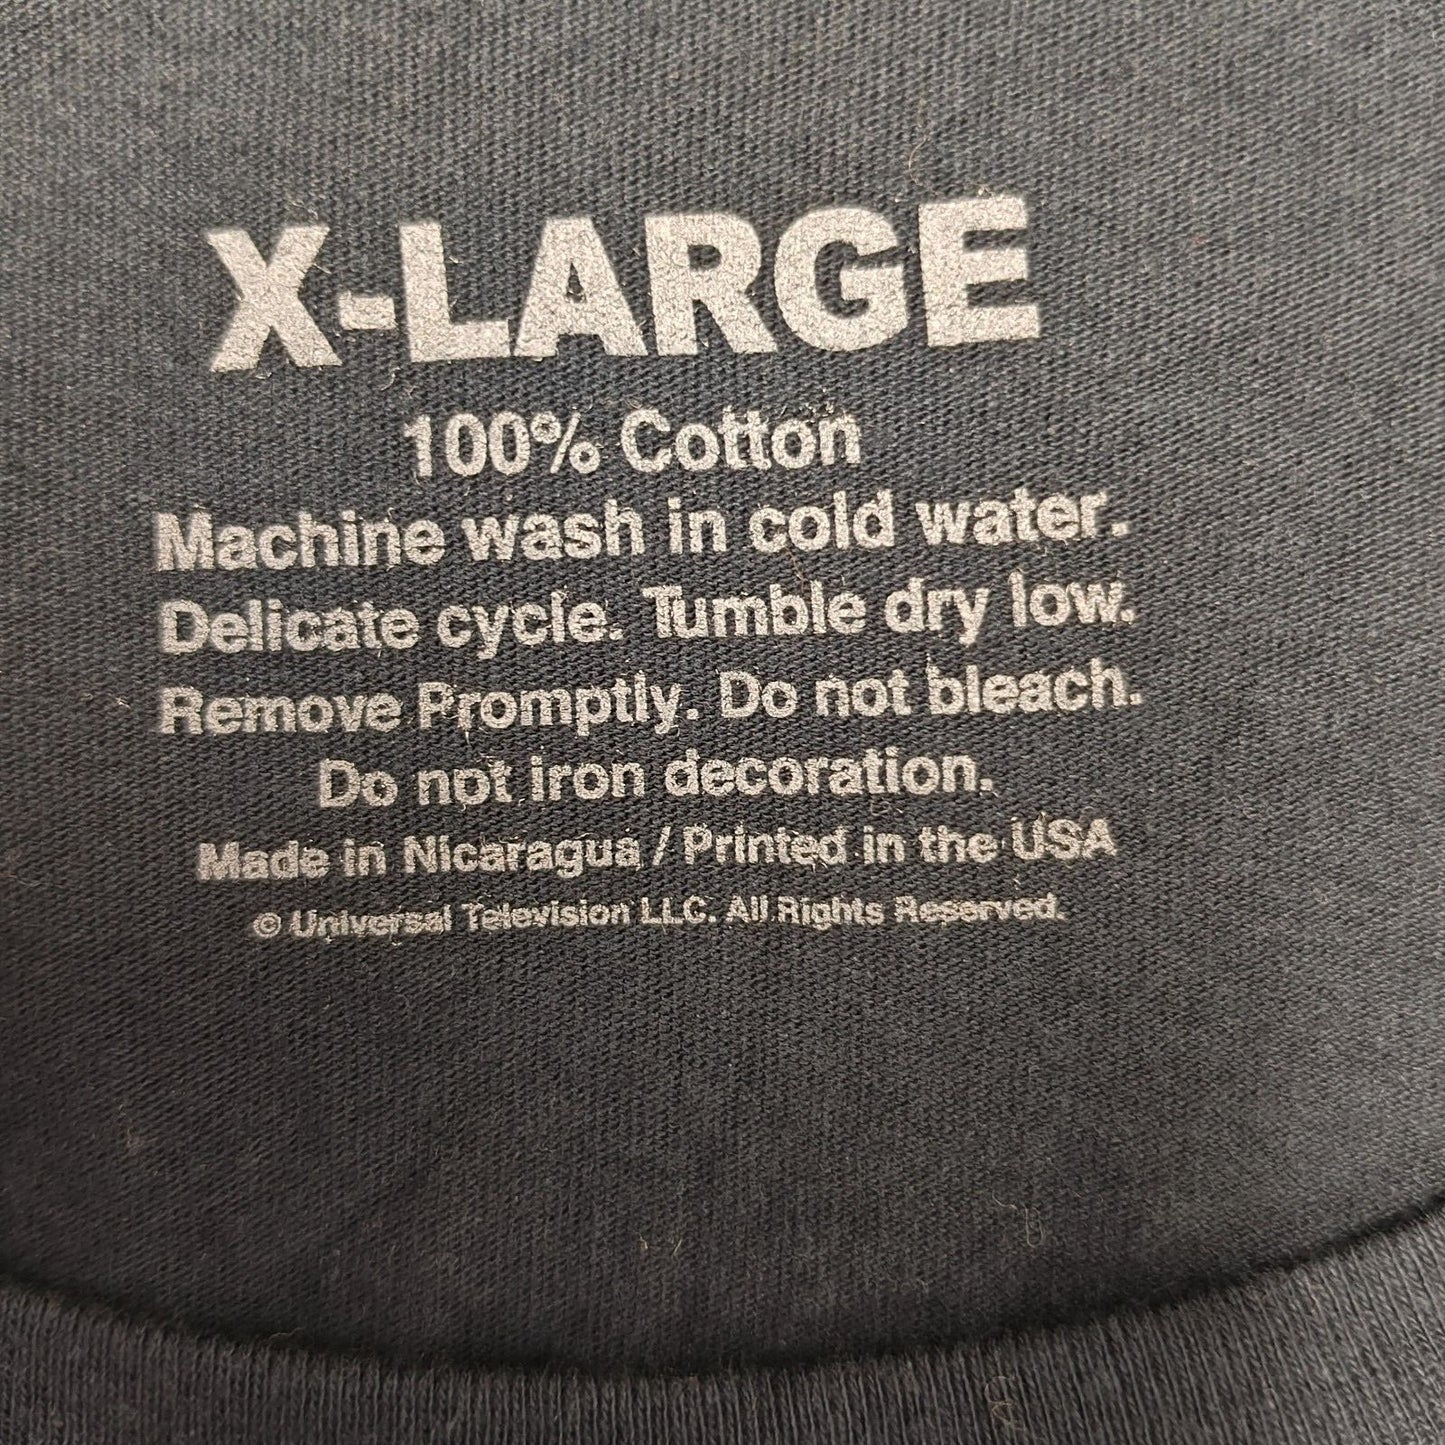 X-LARGE
100% Cotton
Machine wash in cold water.
Delicate cycle. Tumble dry low.
Remove Promptly. Do not bleach.
Do not iron decoration.
Made in Nicaragua / Printed in the USA
© Universal Television LLC. All Rights Reserved.